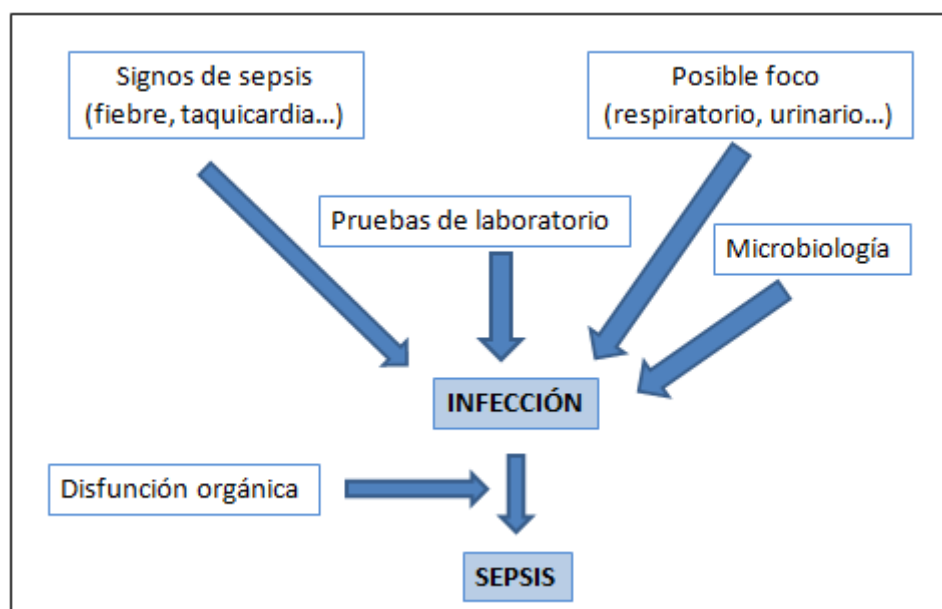 Signos de sepsis
(fiebre, taquicardia...)
Posible foco
(respiratorio, urinario...)
Pruebas de laboratorio
Microbiología
INFECCIÓN
Disfunción orgánica
SEPSIS